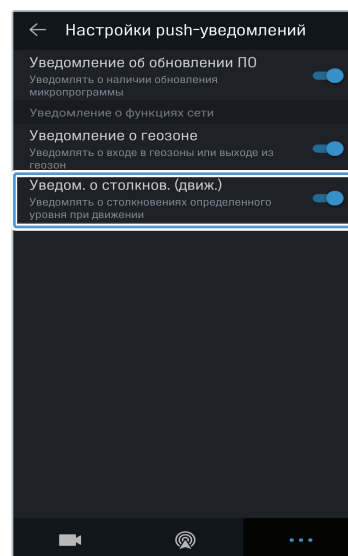 Настройки push-уведомлений
Уведомление об обновлении ПО
Уведомлять о наличии обновления
микропрограммы
Уведомление о функциях сети
Уведомление о геозоне
Уведомлять о входе в геозоны или выходе из
геозон
Уведом. о столкнов. (движ.)
Уведомлять о столкновениях определенного
уровня при движении